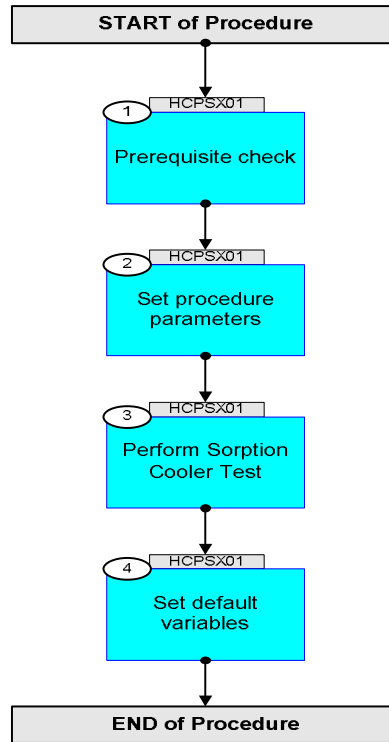 START of Procedure
HCPSX01
1
Prerequisite check
HCPSX01
2
Set procedure
parameters
HCPSX01
3
Perform Sorption
Cooler Test
HCPSX01
4
Set default
variables
END of Procedure